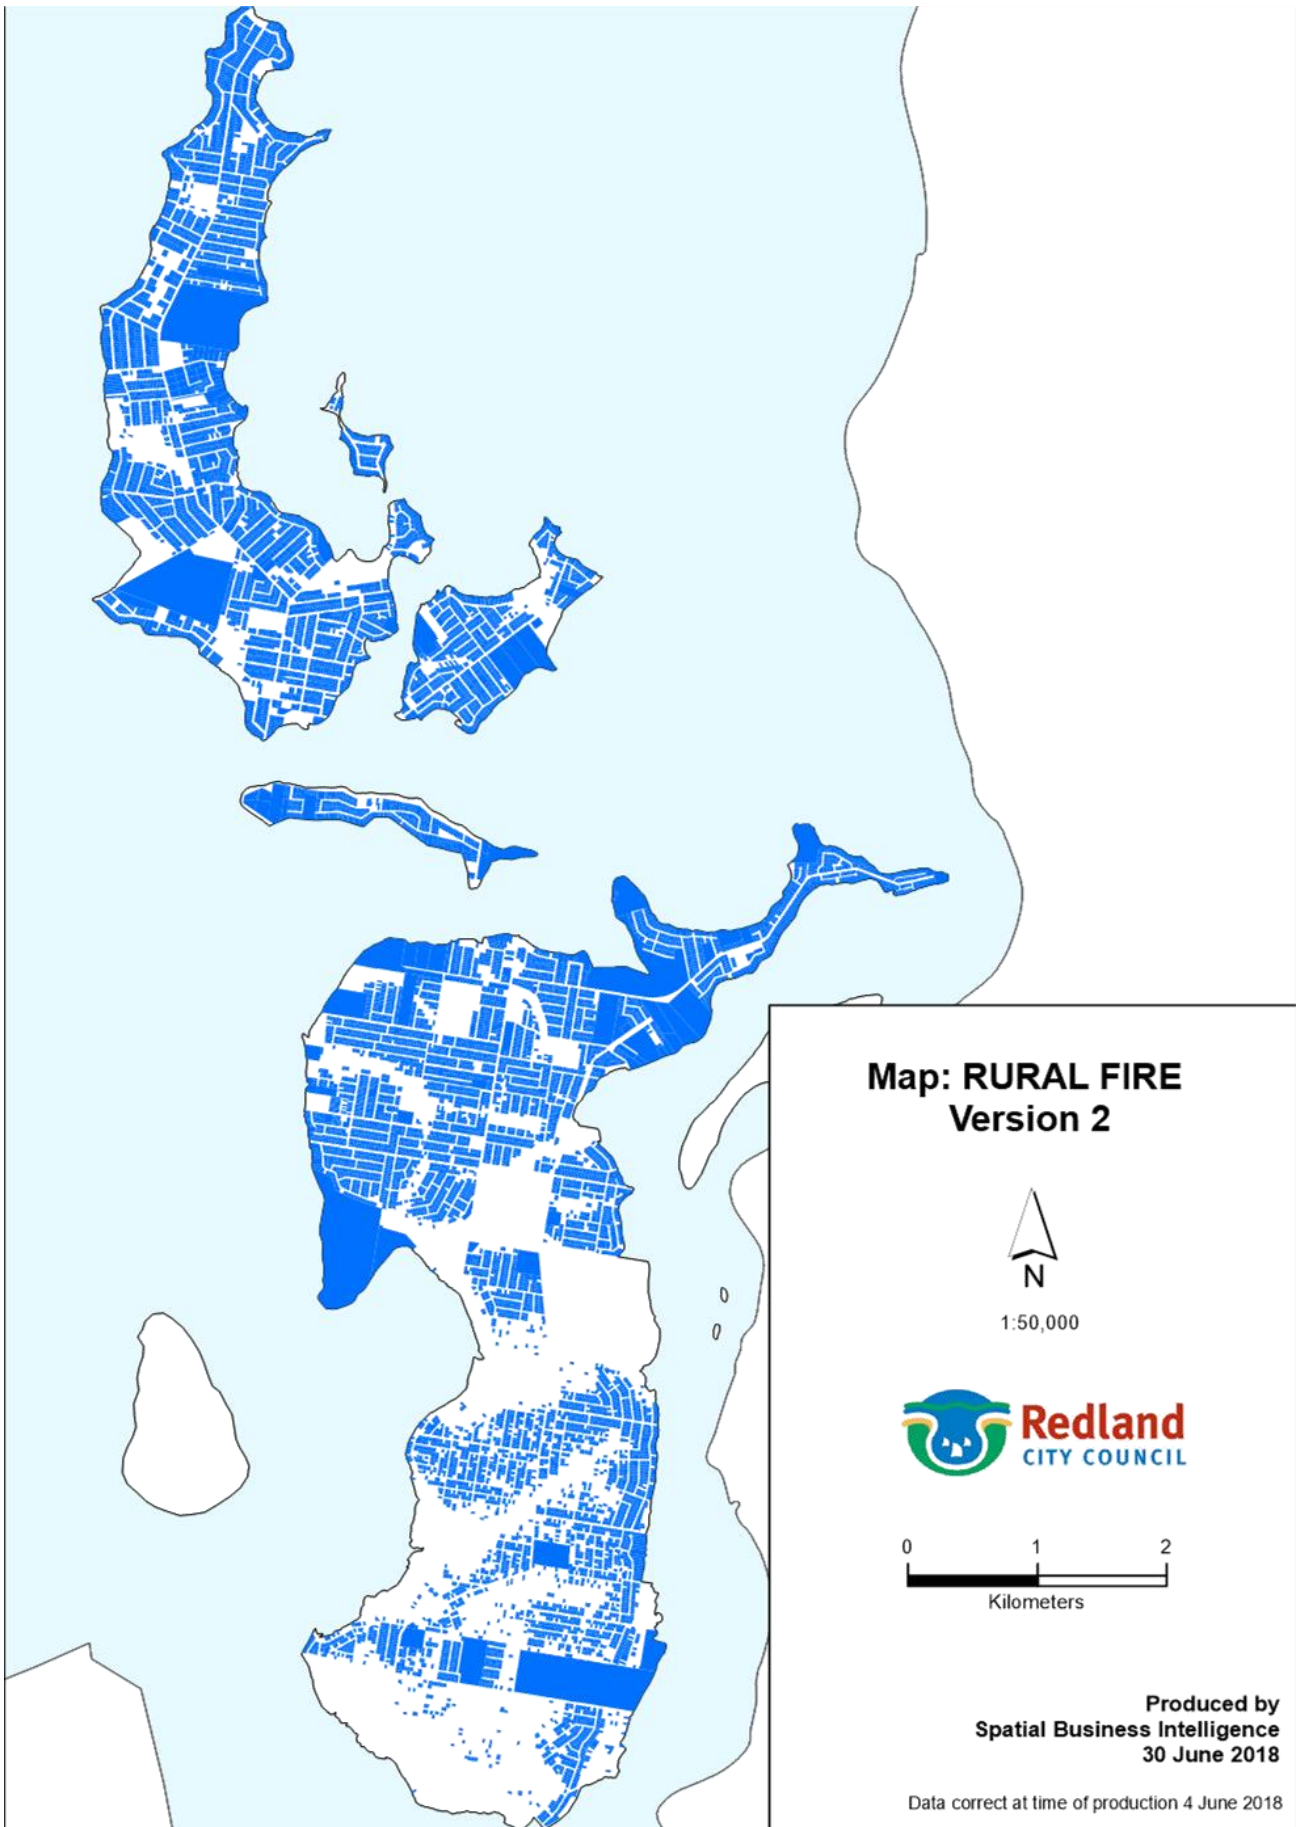 Map: RURAL FIRE
Version 2
N
1:50,000
Redland
CITY COUNCIL
0 1 2
Kilometers
Produced by
Spatial Business Intelligence
30 June 2018
Data correct at time of production 4 June 2018